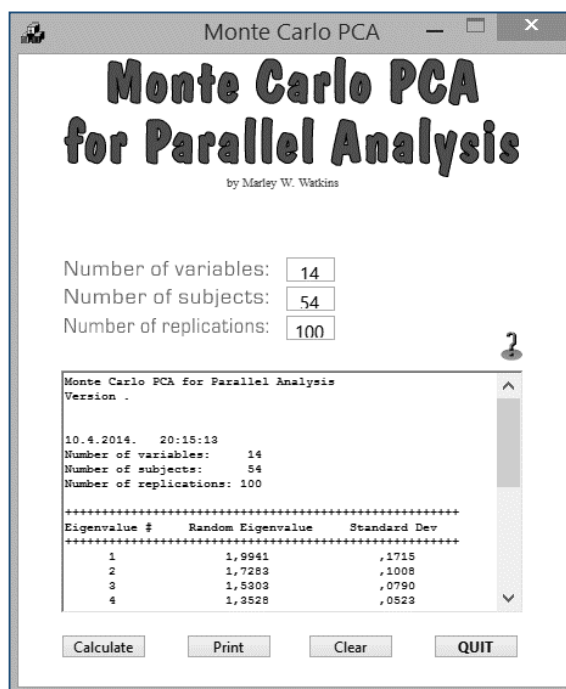 Monte Carlo PCA
Monte Carlo PCA
for Parallel Analysis
by Marley W. Watkins
Number of variables: 14
Number of subjects: 54
Number of replications: 100
?
Monte Carlo PCA for Parallel Analysis
Version .
10.4.2014. 20:15:13
Number of variables: 14
Number of subjects: 54
Number of replications: 100
++++++++++++++++++++++++++++++++++++++++++++++++++++++++++++
Eigenvalue # Random Eigenvalue Standard Dev
++++++++++++++++++++++++++++++++++++++++++++++++++++++++++++
1 1,9941 ,1715
2 1,7283 ,1008
3 1,5303 ,0790
4 1,3528 ,0523
Calculate Print Clear QUIT